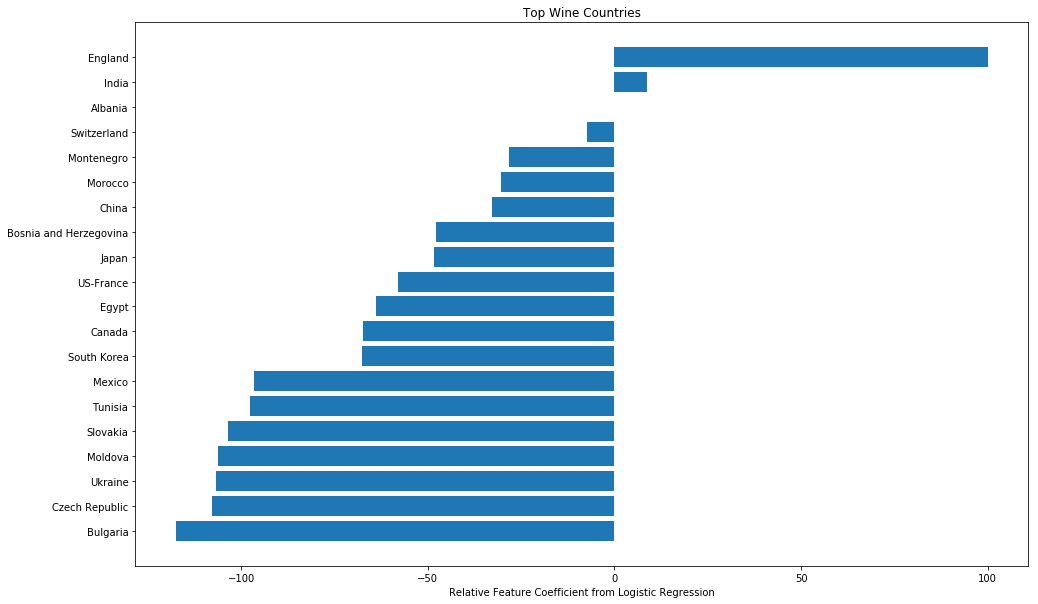 Top Wine Countries
England
India
Albania
Switzerland
Montenegro
Morocco
China
Bosnia and Herzegovina
Japan
US-France
Egypt
Canada
South Korea
Mexico
Tunisia
Slovakia
Moldova
Ukraine
Czech Republic
Bulgaria
−100 −50 0 50 100
Relative Feature Coefficient from Logistic Regression